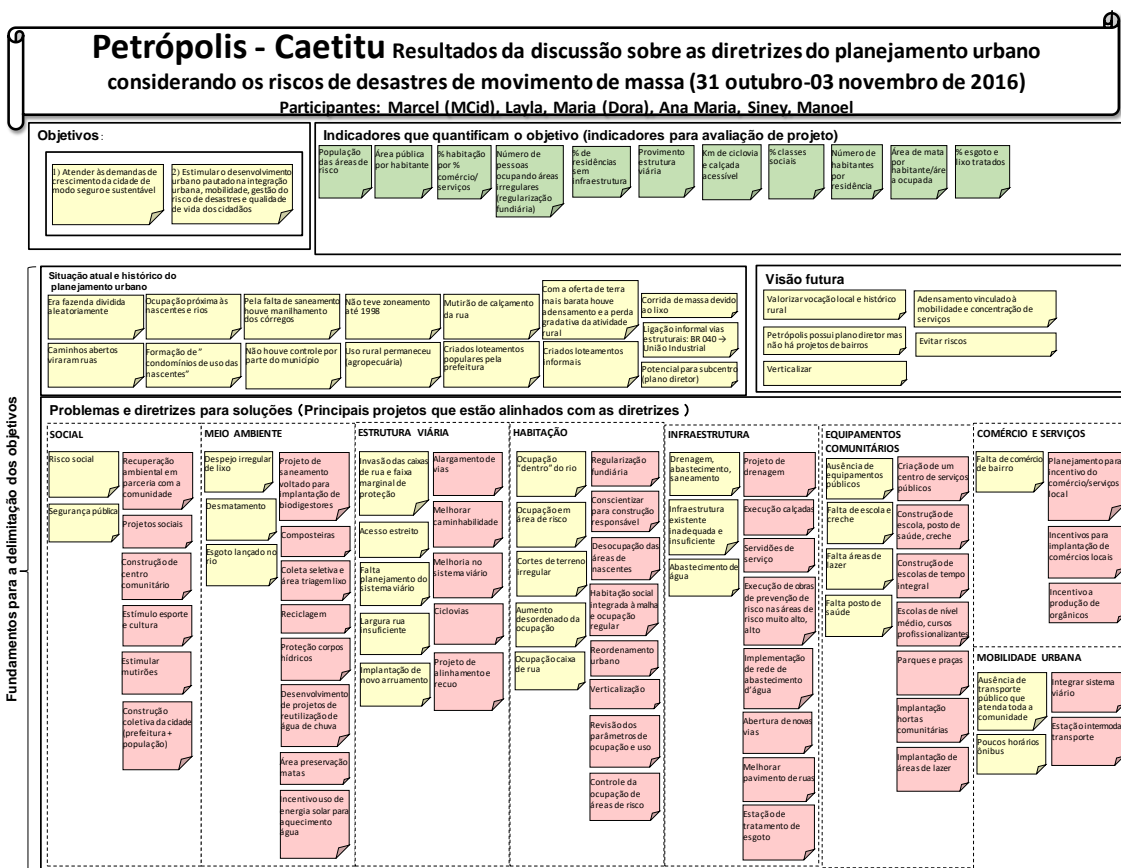 Petrópolis - Caetitu Resultados da discussão sobre as diretrizes do planejamento urbano
considerando os riscos de desastres de movimento de massa (31 outubro-03 novembro de 2016)
Participantes: Marcel (MCid), Layla, Maria (Dora), Ana Maria, Siney, Manoel
Objetivos:
1) Atender às demandas de
crescimento da cidade de
modo seguro e sustentável
2) Estimular o desenvolvimento
urbano pautado na integração
urbana, mobilidade, gestão do
risco de desastres e qualidade
de vida dos cidadãos
Indicadores que quantificam o objetivo (indicadores para avaliação de projeto)
População
das áreas de
risco
Área pública
por habitante
% habitação
por %
comércio/
serviços
Número de
pessoas
ocupando áreas
irregulares
(regularização
fundiária)
% de
residências
sem
infraestrutura
Provimento
estrutura
viária
Km de ciclovia
e calçada
acessível
% classes
sociais
Número de
habitantes
por
residência
Área de mata
por
habitante/áre
a ocupada
% esgoto e
lixo tratados
Fundamentos para a delimitação dos objetivos
Situação atual e histórico do
planejamento urbano
Era fazenda dividida
aleatoriamente
Ocupação próxima às
nascentes e rios
Pela falta de saneamento
houve manilhamento
dos córregos
Não teve zoneamento
até 1998
Mutirão de calçamento
da rua
Com a oferta de terra
mais barata houve
adensamento e a perda
gradativa da atividade
rural
Corrida de massa devido
ao lixo
Ligação informal vias
estruturais: BR 040 →
União Industrial
Caminhos abertos
viraram ruas
Formação de "
condomínios de uso das
nascentes"
Não houve controle por
parte do município
Uso rural permaneceu
(agropecuária)
Criados loteamentos
populares pela
prefeitura
Criados loteamentos
informais
Potencial para subcentro
(plano diretor)
Visão futura
Valorizar vocação local e histórico
rural
Adensamento vinculado à
mobilidade e concentração de
serviços
Petrópolis possui plano diretor mas
não há projetos de bairros
Evitar riscos
Verticalizar
Problemas e diretrizes para soluções (Principais projetos que estão alinhados com as diretrizes )
SOCIAL
Risco social
Segurança pública
Recuperação
ambiental em
parceria com a
comunidade
Projetos sociais
Construção de
centro
comunitário
Estímulo esporte
e cultura
Estimular
mutirões
Construção
coletiva da cidade
(prefeitura +
população)
MEIO AMBIENTE
Despejo irregular
de lixo
Desmatamento
Esgoto lançado no
rio
Projeto de
saneamento
voltado para
implantação de
biodigestores
Composteiras
Coleta seletiva e
área triagem lixo
Reciclagem
Proteção corpos
hídricos
Desenvolvimento
de projetos de
reutilização de
água de chuva
Área preservação
matas
Incentivo uso de
energia solar para
aquecimento
água
ESTRUTURA VIÁRIA
Invasão das caixas
de rua e faixa
marginal de
proteção
Acesso estreito
Falta
planejamento do
sistema viário
Largura rua
insuficiente
Implantação de
novo arruamento
Alargamento de
vias
Melhorar
caminhabilidade
Melhoria no
sistema viário
Ciclovias
Projeto de
alinhamento e
recuo
HABITAÇÃO
Ocupação
"dentro" do rio
Ocupação em
área de risco
Cortes de terreno
irregular
Aumento
desordenado da
ocupação
Ocupação caixa
de rua
Regularização
fundiária
Conscientizar
para construção
responsável
Desocupação das
áreas de
nascentes
Habitação social
integrada à malha
e ocupação
regular
Reordenamento
urbano
Verticalização
Revisão dos
parâmetros de
ocupação e uso
Controle da
ocupação de
áreas de risco
INFRAESTRUTURA
Drenagem,
abastecimento,
saneamento
Infraestrutura
existente
inadequada e
insuficiente
Abastecimento de
água
Projeto de
drenagem
Execução calçadas
Servidões de
serviço
Execução de obras
de prevenção de
risco nas áreas de
risco muito alto,
alto
Implementação
de rede de
abastecimento
d'água
Abertura de novas
vias
Melhorar
pavimento de ruas
Estação de
tratamento de
esgoto
EQUIPAMENTOS
COMUNITÁRIOS
Ausência de
equipamentos
públicos
Falta de escola e
creche
Falta áreas de
lazer
Falta posto de
saúde
Criação de um
centro de serviços
públicos
Construção de
escola, posto de
saúde, creche
Construção de
escolas de tempo
integral
Escolas de nível
médio, cursos
profissionalizantes
Parques e praças
Implantação
hortas
comunitárias
Implantação de
áreas de lazer
COMÉRCIO E SERVIÇOS
Falta de comércio
de bairro
Planejamento para
incentivo do
comércio/serviços
local
Incentivos para
implantação de
comércios locais
Incentivo a
produção de
orgânicos
MOBILIDADE URBANA
Ausência de
transporte
público que
atenda toda a
comunidade
Poucos horários
ônibus
Integrar sistema
viário
Estação intermoda
transporte